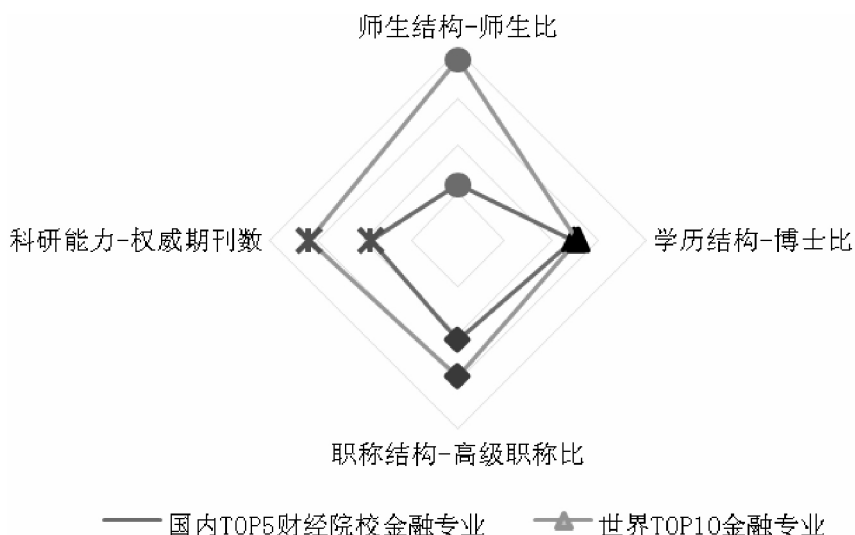 师生结构-师生比
科研能力-权威期刊数
学历结构-博士比
职称结构-高级职称比
国内TOP5财经院校金融专业
世界TOP10金融专业